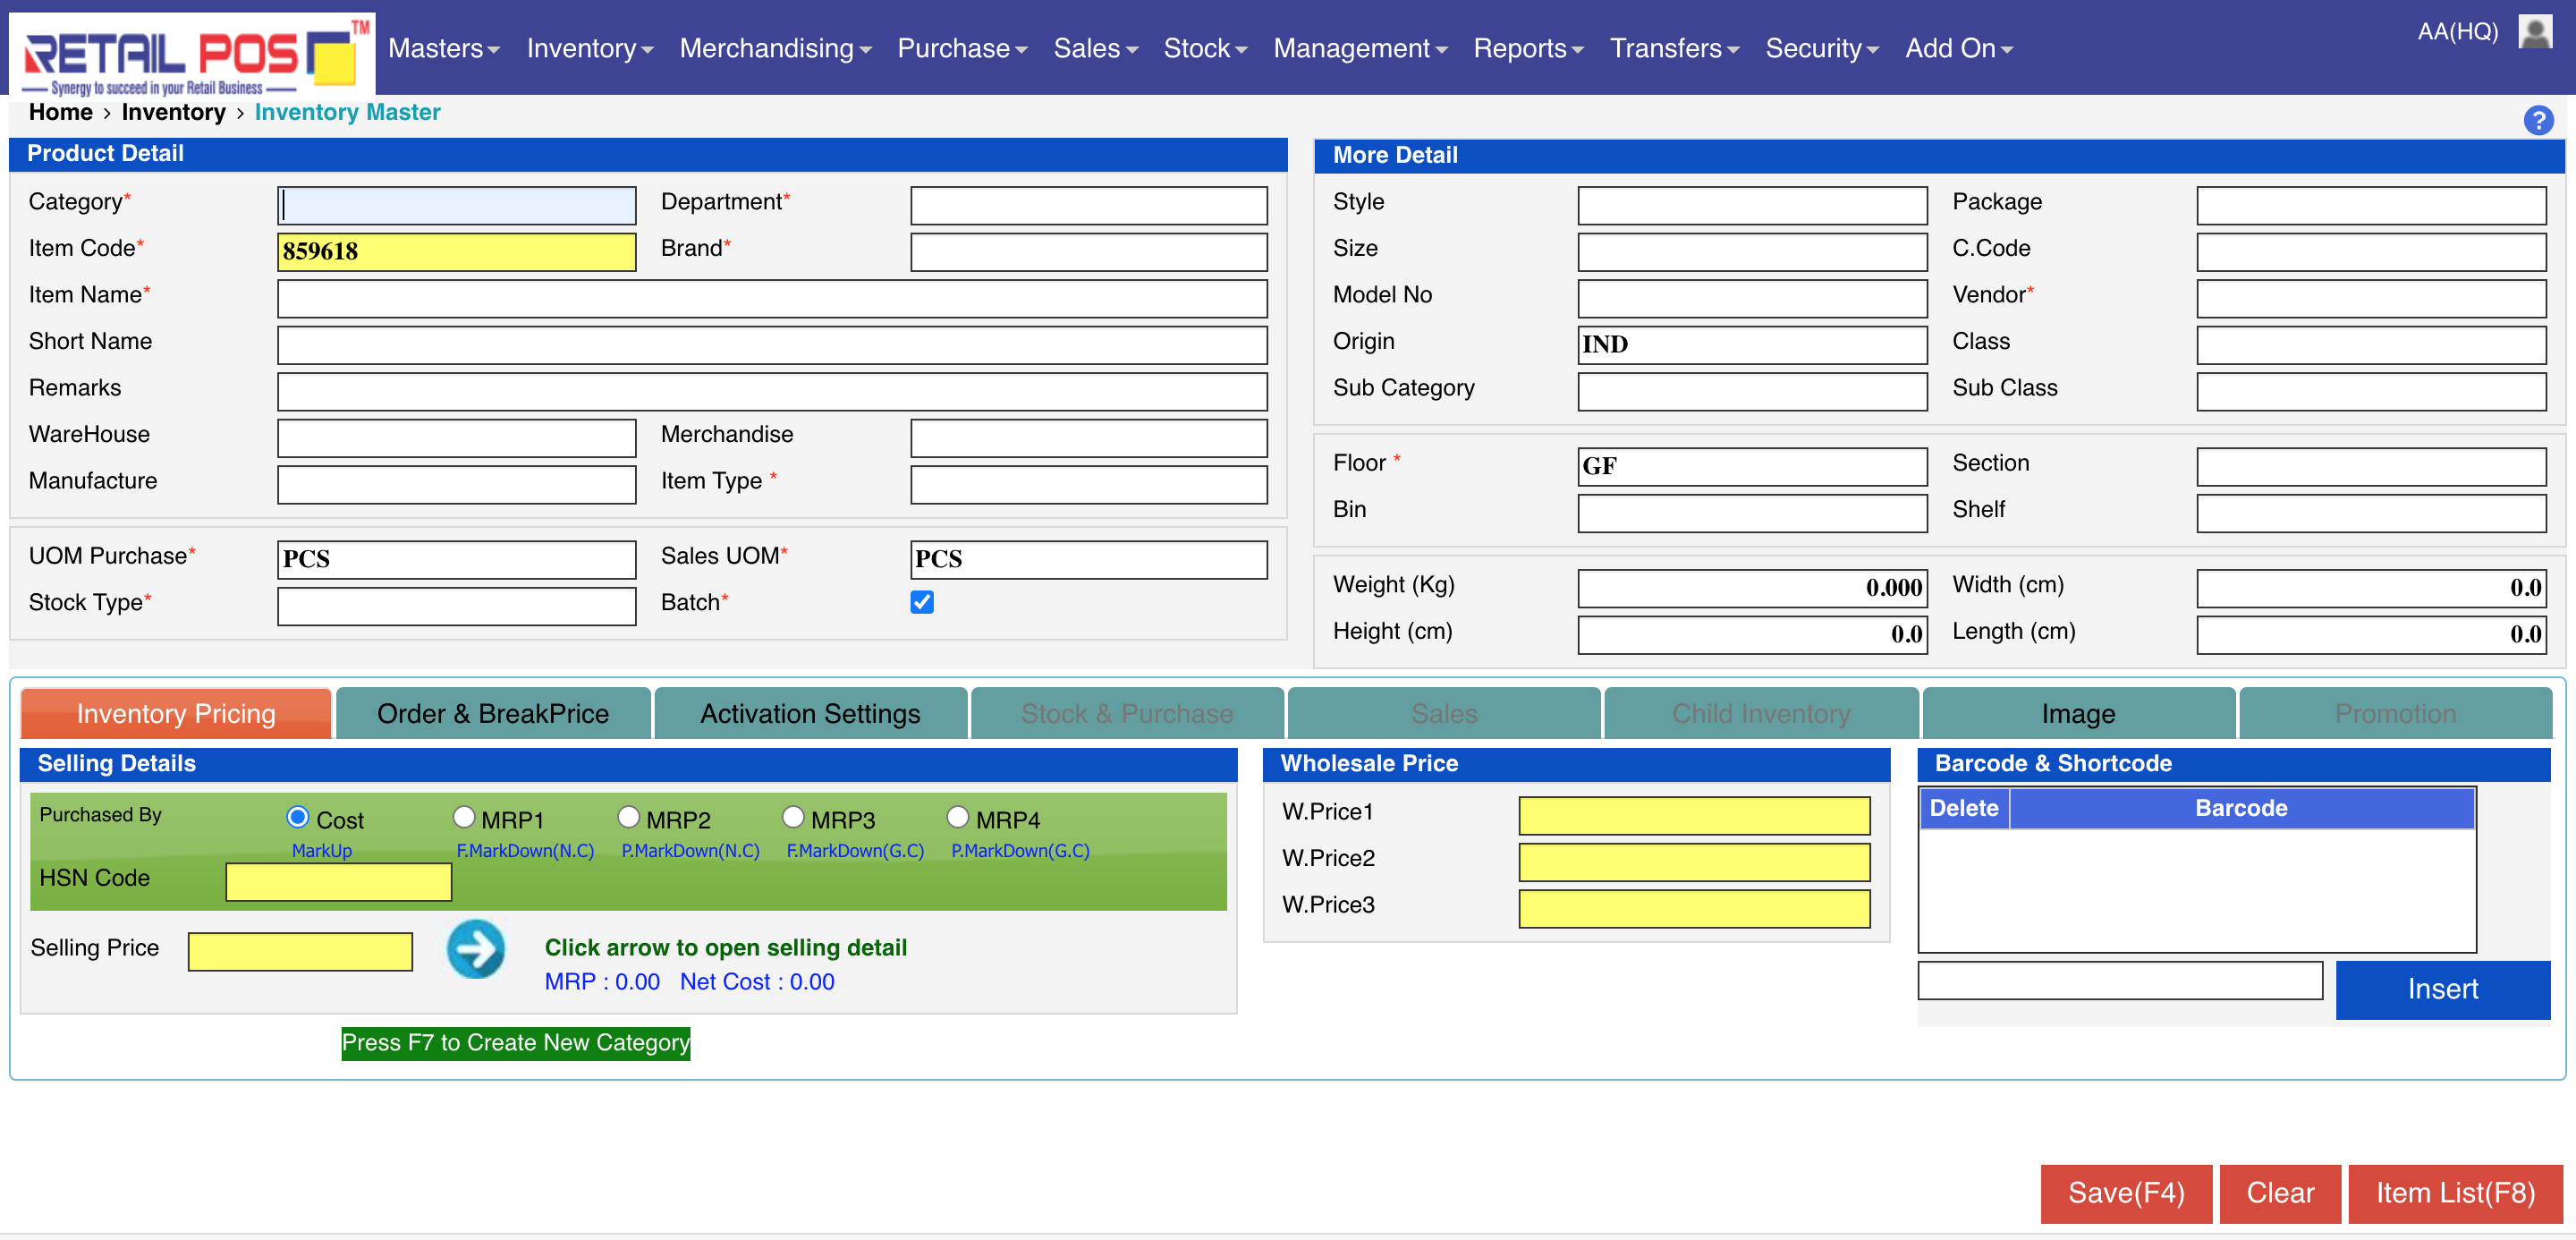 RETAIL POS TM
Synergy to succeed in your Retail Business
Masters Inventory Merchandising Purchase Sales Stock Management Reports Transfers Security Add On
AA(HQ)
Home › Inventory › Inventory Master
?
Product Detail
Category* Department*
Item Code* 859618 Brand*
Item Name*
Short Name
Remarks
WareHouse Merchandise
Manufacture Item Type *
UOM Purchase* PCS Sales UOM* PCS
Stock Type* Batch*
More Detail
Style Package
Size C.Code
Model No Vendor*
Origin IND Class
Sub Category Sub Class
Floor * GF Section
Bin Shelf
Weight (Kg) 0.000 Width (cm) 0.0
Height (cm) 0.0 Length (cm) 0.0
Inventory Pricing Order & BreakPrice Activation Settings Stock & Purchase Sales Child Inventory Image Promotion
Selling Details
Purchased By Cost MRP1 MRP2 MRP3 MRP4
MarkUp F.MarkDown(N.C) P.MarkDown(N.C) F.MarkDown(G.C) P.MarkDown(G.C)
HSN Code
Selling Price Click arrow to open selling detail
MRP : 0.00 Net Cost : 0.00
Press F7 to Create New Category
Wholesale Price
W.Price1
W.Price2
W.Price3
Barcode & Shortcode
Delete Barcode
Insert
Save(F4) Clear Item List(F8)